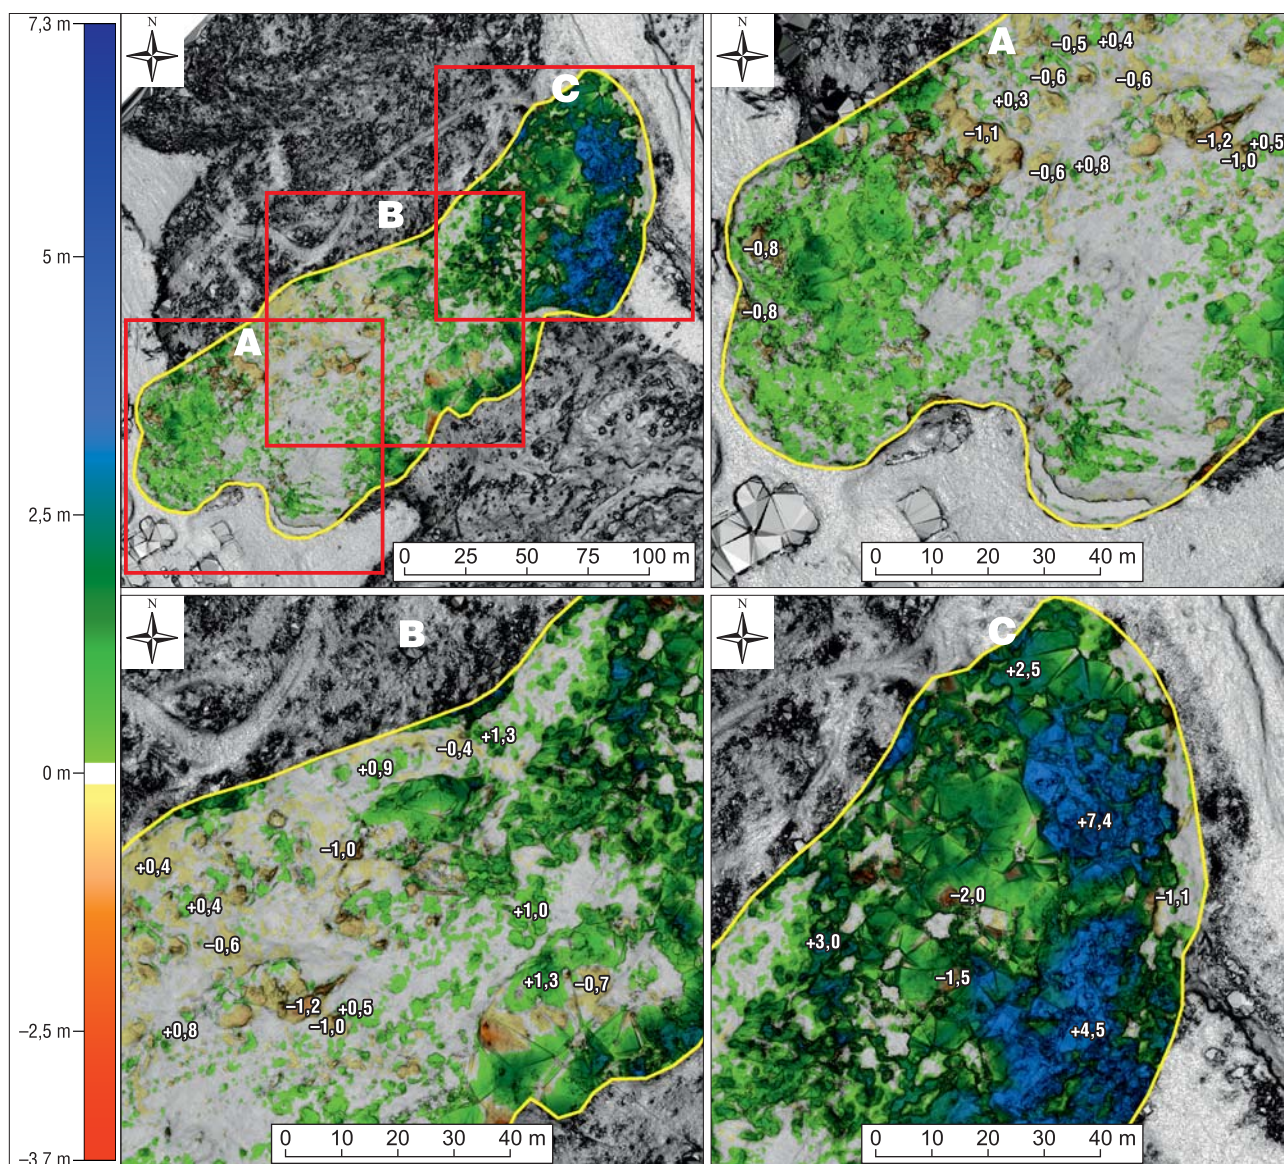 7,3 m
5 m
2,5 m
0 m
−2,5 m
−3,7 m
N
C
B
A
0 25 50 75 100 m
N
A
−0,5 +0,4
−0,6 −0,6
+0,3
−1,1
−1,2 +0,5
−1,0
−0,6 +0,8
−0,8
−0,8
0 10 20 30 40 m
N
B
−0,4 +1,3
+0,9
−1,0
+0,4
+0,4
+1,0
−0,6
+1,3 −0,7
−1,2 +0,5
−1,0
+0,8
0 10 20 30 40 m
N
C
+2,5
+7,4
−2,0 −1,1
+3,0
−1,5
+4,5
0 10 20 30 40 m